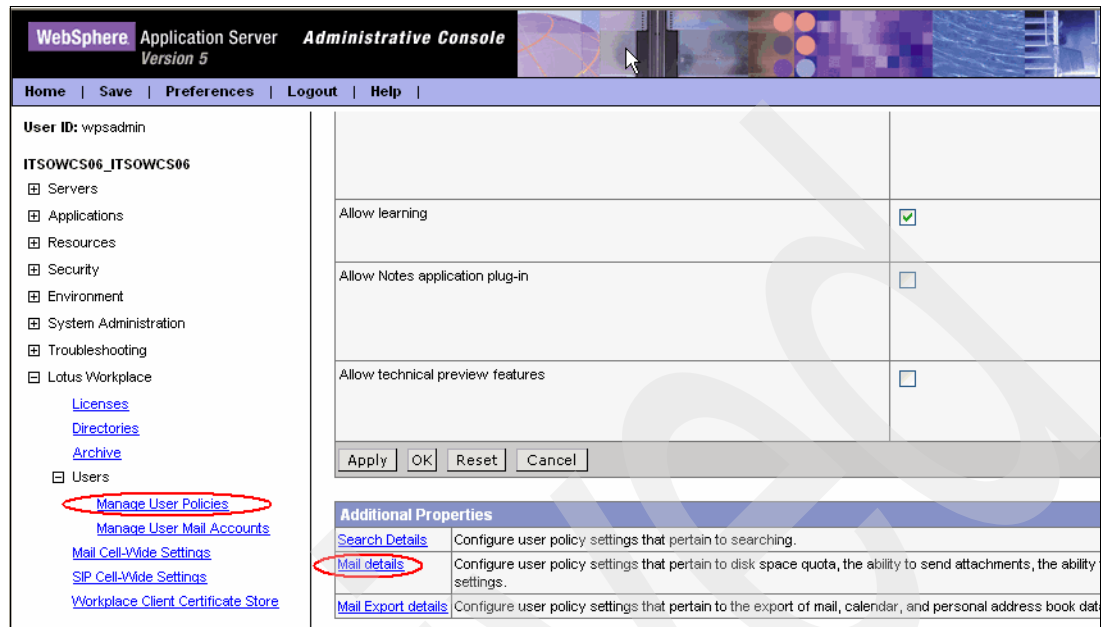 WebSphere. Application Server Administrative Console
Version 5
Home | Save | Preferences | Logout | Help |
User ID: wpsadmin
ITSOWCS06_ITSOWCS06
Servers
Applications
Resources
Security
Environment
System Administration
Troubleshooting
Lotus Workplace
Licenses
Directories
Archive
Users
Manage User Policies
Manage User Mail Accounts
Mail Cell-Wide Settings
SIP Cell-Wide Settings
Workplace Client Certificate Store
Allow learning
Allow Notes application plug-in
Allow technical preview features
Apply OK Reset Cancel
Additional Properties
Search Details Configure user policy settings that pertain to searching.
Mail details Configure user policy settings that pertain to disk space quota, the ability to send attachments, the ability
settings.
Mail Export details Configure user policy settings that pertain to the export of mail, calendar, and personal address book